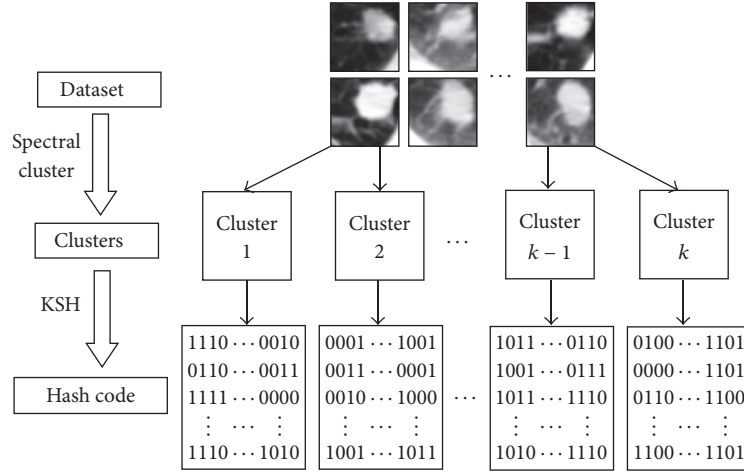 Dataset
Spectral
cluster
Clusters
KSH
Hash code
⋯
Cluster
1
Cluster
2
⋯
Cluster
k − 1
Cluster
k
1110 ⋯ 0010
0110 ⋯ 0011
1111 ⋯ 0000
⋮ ⋯ ⋮
1110 ⋯ 1010
0001 ⋯ 1001
0011 ⋯ 0001
0010 ⋯ 1000
⋮ ⋯ ⋮
1001 ⋯ 1011
⋯
1011 ⋯ 0110
1001 ⋯ 0111
1011 ⋯ 1110
⋮ ⋯ ⋮
1010 ⋯ 1110
0100 ⋯ 1101
0000 ⋯ 1101
0110 ⋯ 1100
⋮ ⋯ ⋮
1100 ⋯ 1101